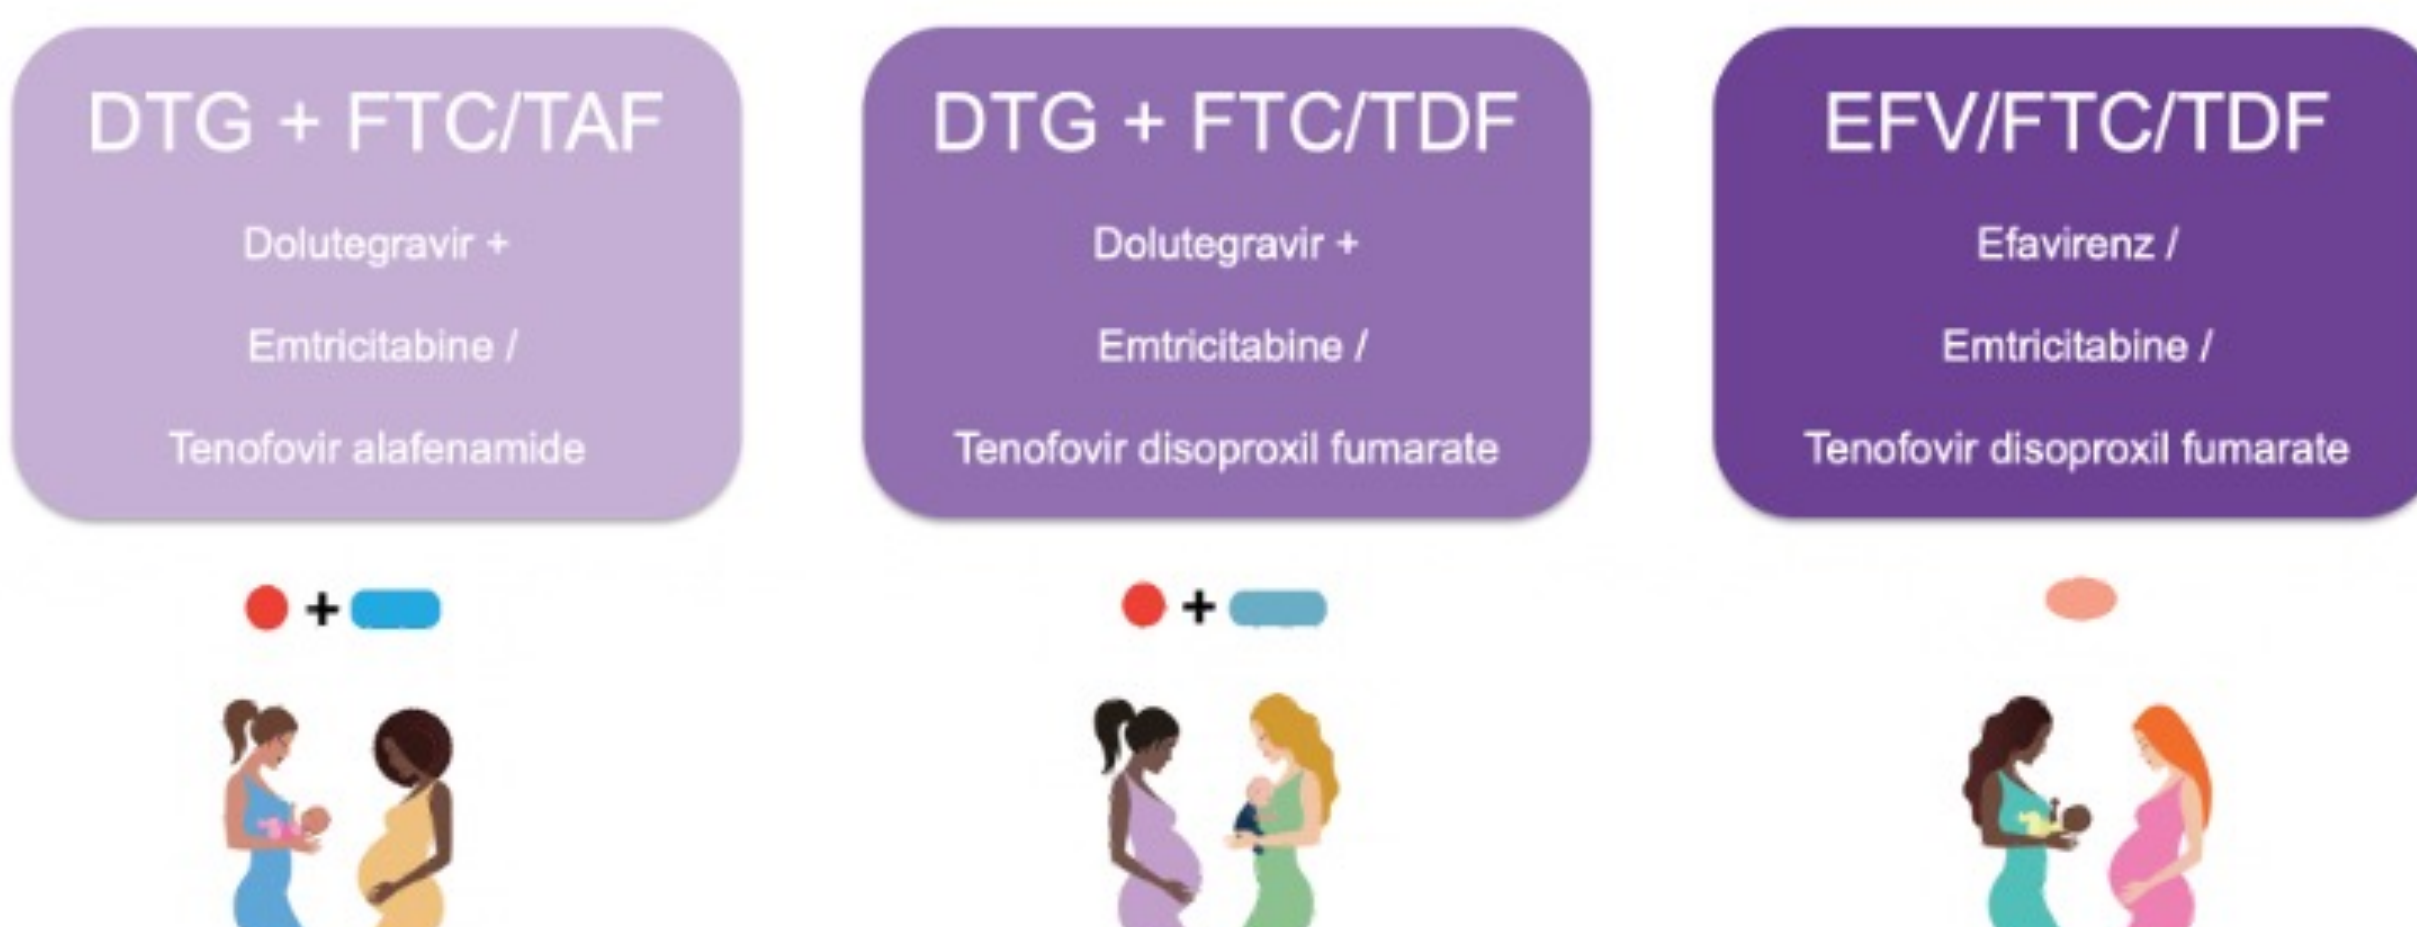 DTG + FTC/TAF
Dolutegravir +
Emtricitabine /
Tenofovir alafenamide
+
DTG + FTC/TDF
Dolutegravir +
Emtricitabine /
Tenofovir disoproxil fumarate
+
EFV/FTC/TDF
Efavirenz /
Emtricitabine /
Tenofovir disoproxil fumarate